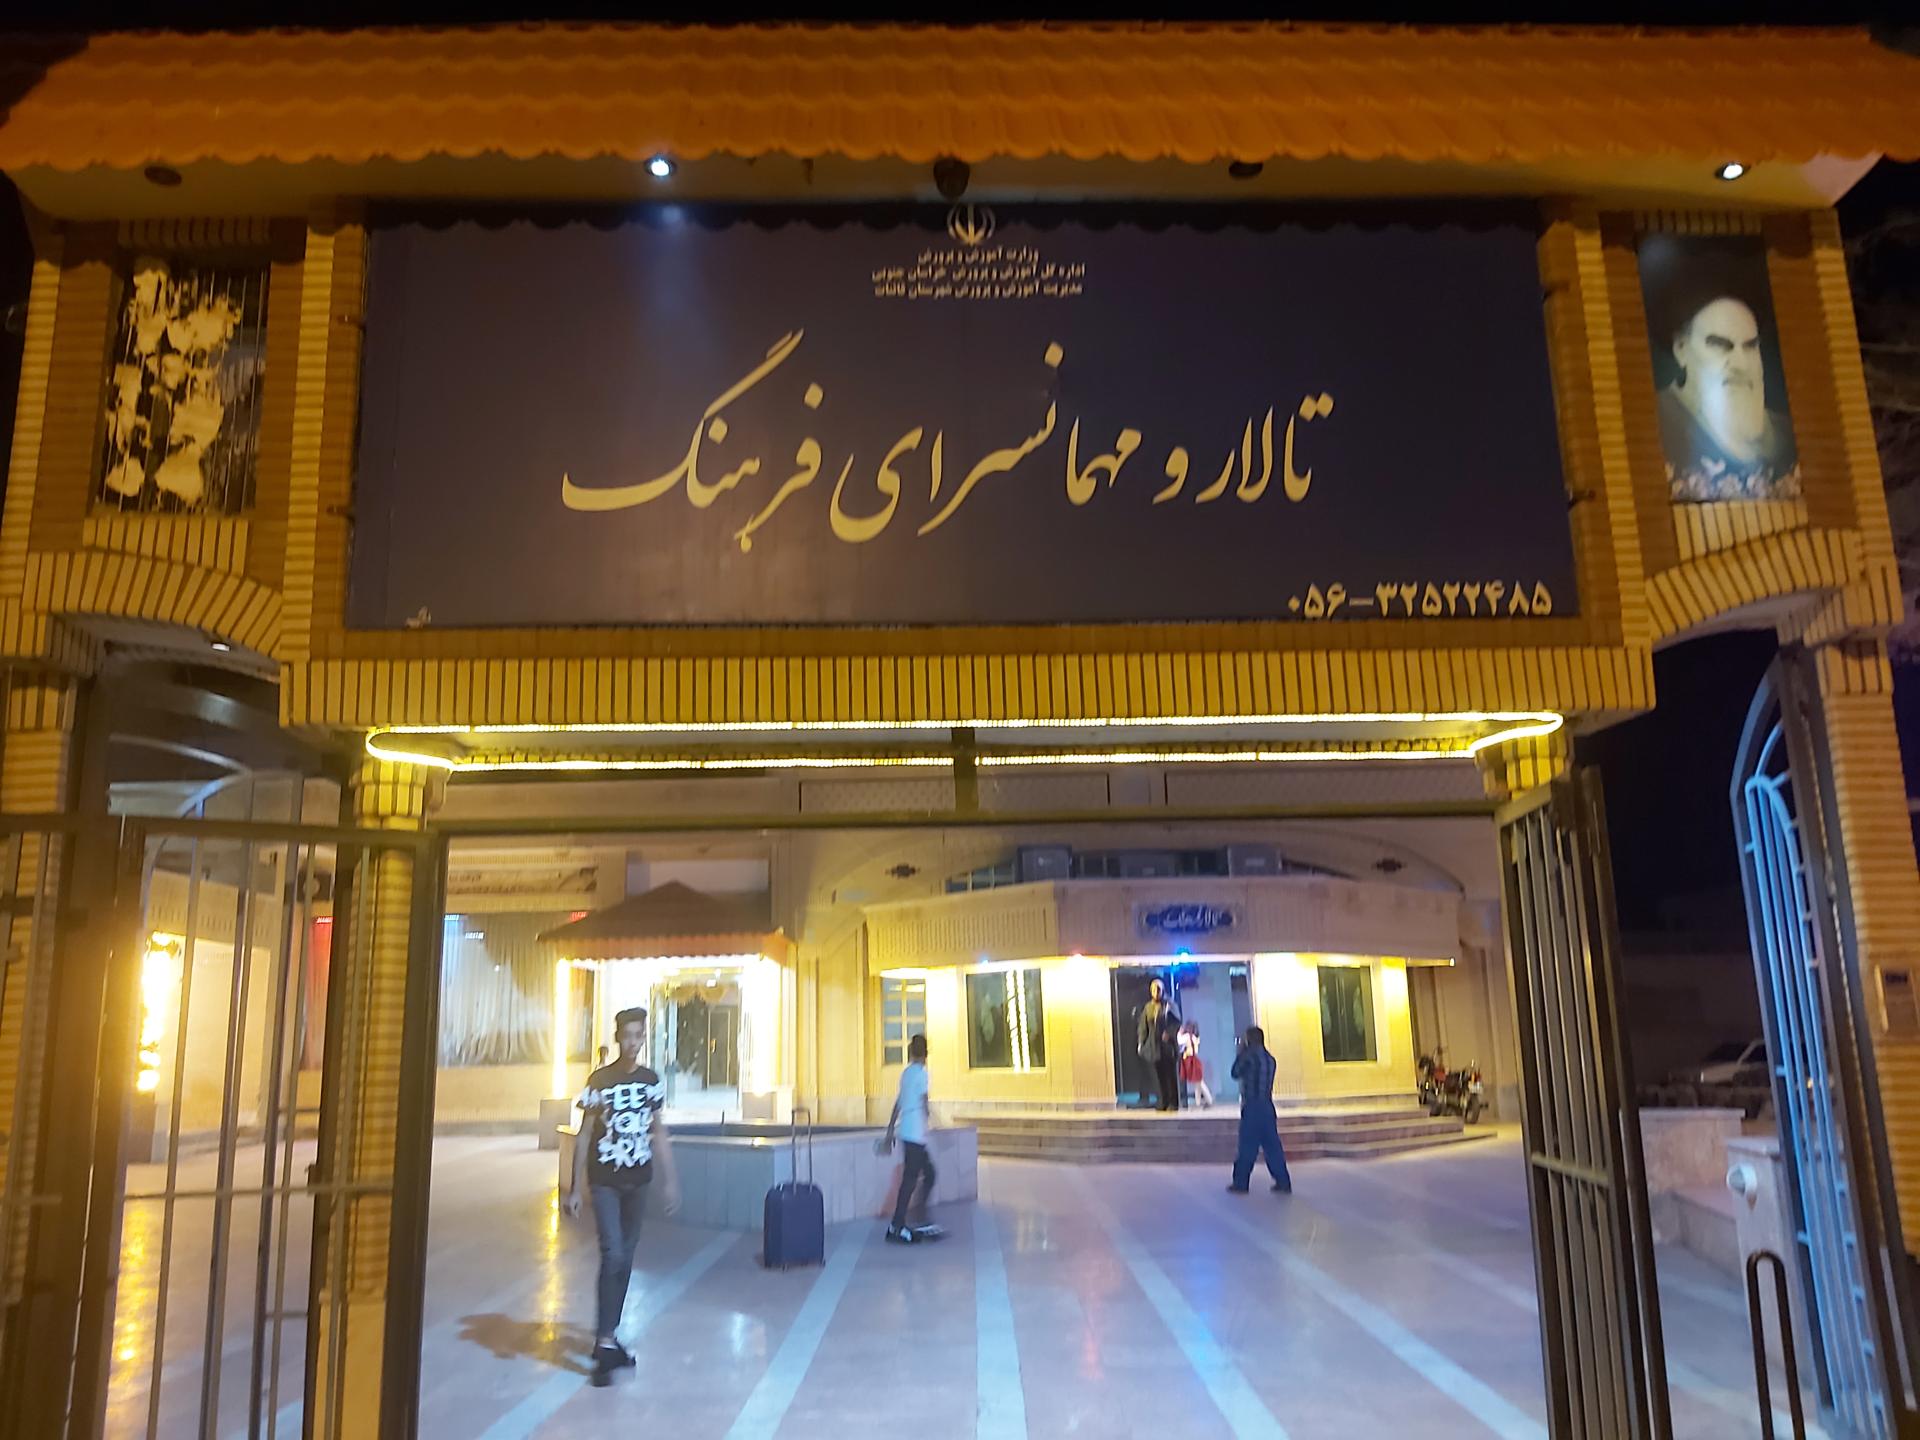 وزارت آموزش و پرورش
اداره کل آموزش و پرورش خراسان جنوبی
مدیریت آموزش و پرورش شهرستان قائنات
تالار و مهمانسرای فرهنگ
۰۵۶-۳۲۵۲۲۴۸۵